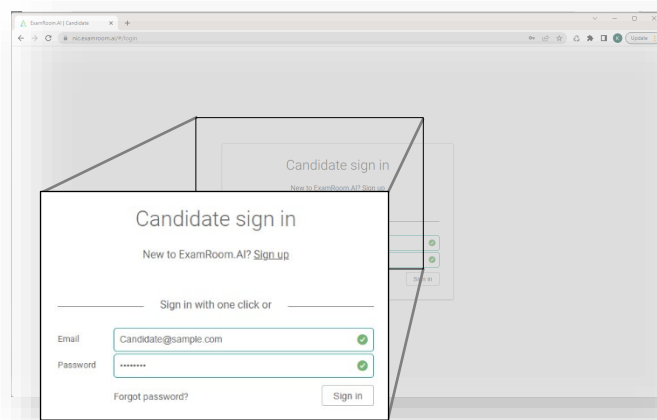 ExamRoom.AI | Candidate
Update
Candidate sign in
New to ExamRoom.AI? Sign up
Sign in
Candidate sign in
New to ExamRoom.AI? Sign up
Sign in with one click or
Email
Candidate@sample.com
Password
••••••••
Forgot password?
Sign in